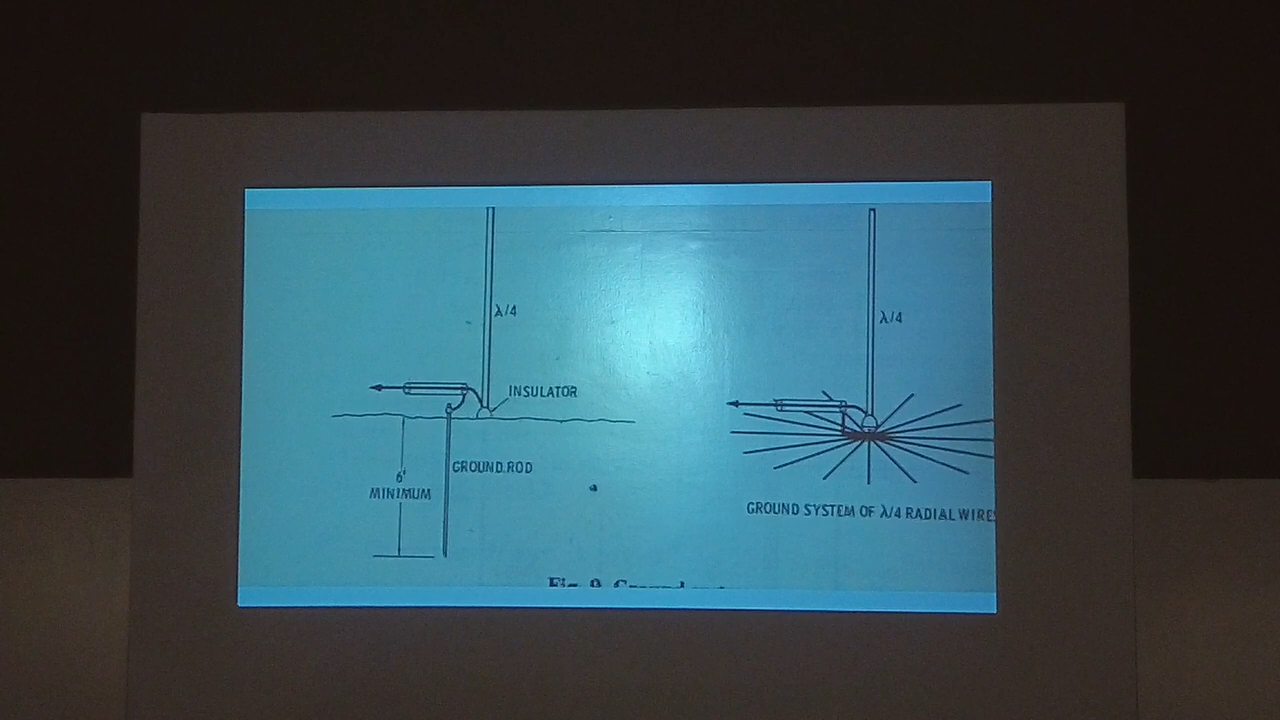 λ/4
INSULATOR
GROUND ROD
6'
MINIMUM
λ/4
GROUND SYSTEM OF λ/4 RADIAL WIRES